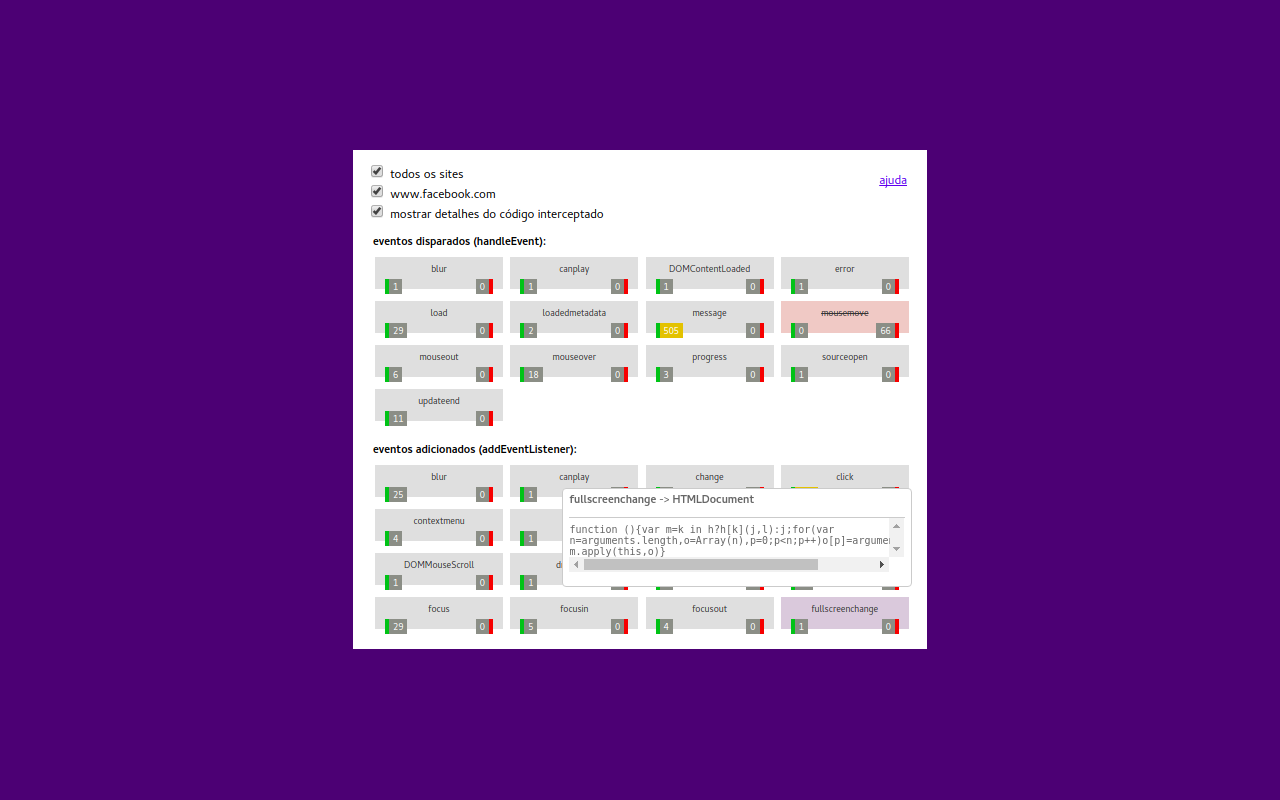 todos os sites
ajuda
www.facebook.com
mostrar detalhes do código interceptado
eventos disparados (handleEvent):
blur canplay DOMContentLoaded error
1 0 1 0 1 0 1 0
load loadedmetadata message mousemove
29 0 2 0 505 0 0 66
mouseout mouseover progress sourceopen
6 0 18 0 3 0 1 0
updateend
11 0
eventos adicionados (addEventListener):
blur canplay change click
25 0 1
fullscreenchange -> HTMLDocument
contextmenu
function (){var m=k in h?h[k](j,l):j;for(var
4 0 1
n=arguments.length,o=Array(n),p=0;p<n;p++)o[p]=argume
m.apply(this,o)}
DOMMouseScroll
1 0 1
focus focusin focusout fullscreenchange
29 0 5 0 4 0 1 0